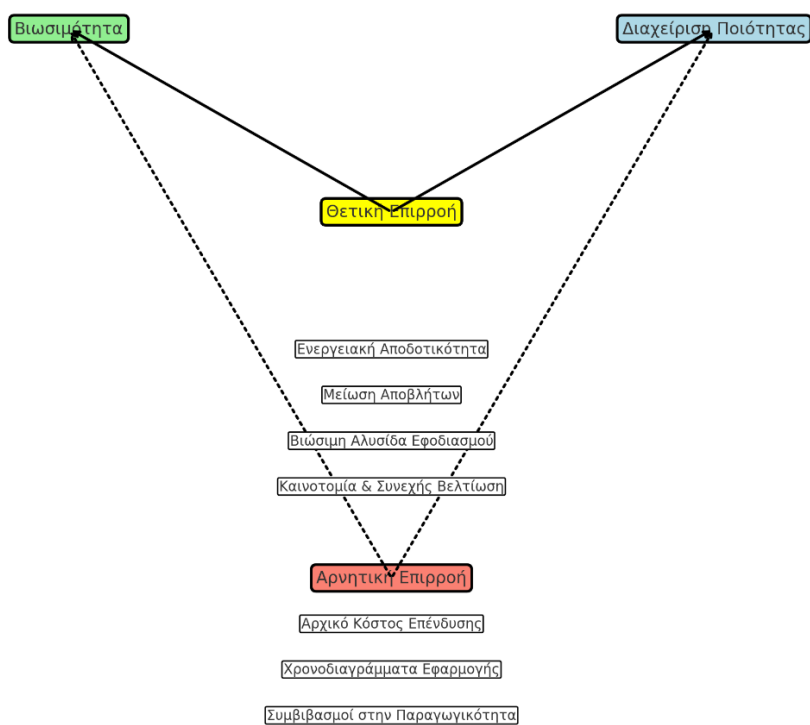 Βιωσιμότητα
Διαχείριση Ποιότητας
Θετική Επιρροή
Ενεργειακή Αποδοτικότητα
Μείωση Αποβλήτων
Βιώσιμη Αλυσίδα Εφοδιασμού
Καινοτομία & Συνεχής Βελτίωση
Αρνητική Επιρροή
Αρχικό Κόστος Επένδυσης
Χρονοδιαγράμματα Εφαρμογής
Συμβιβασμοί στην Παραγωγικότητα